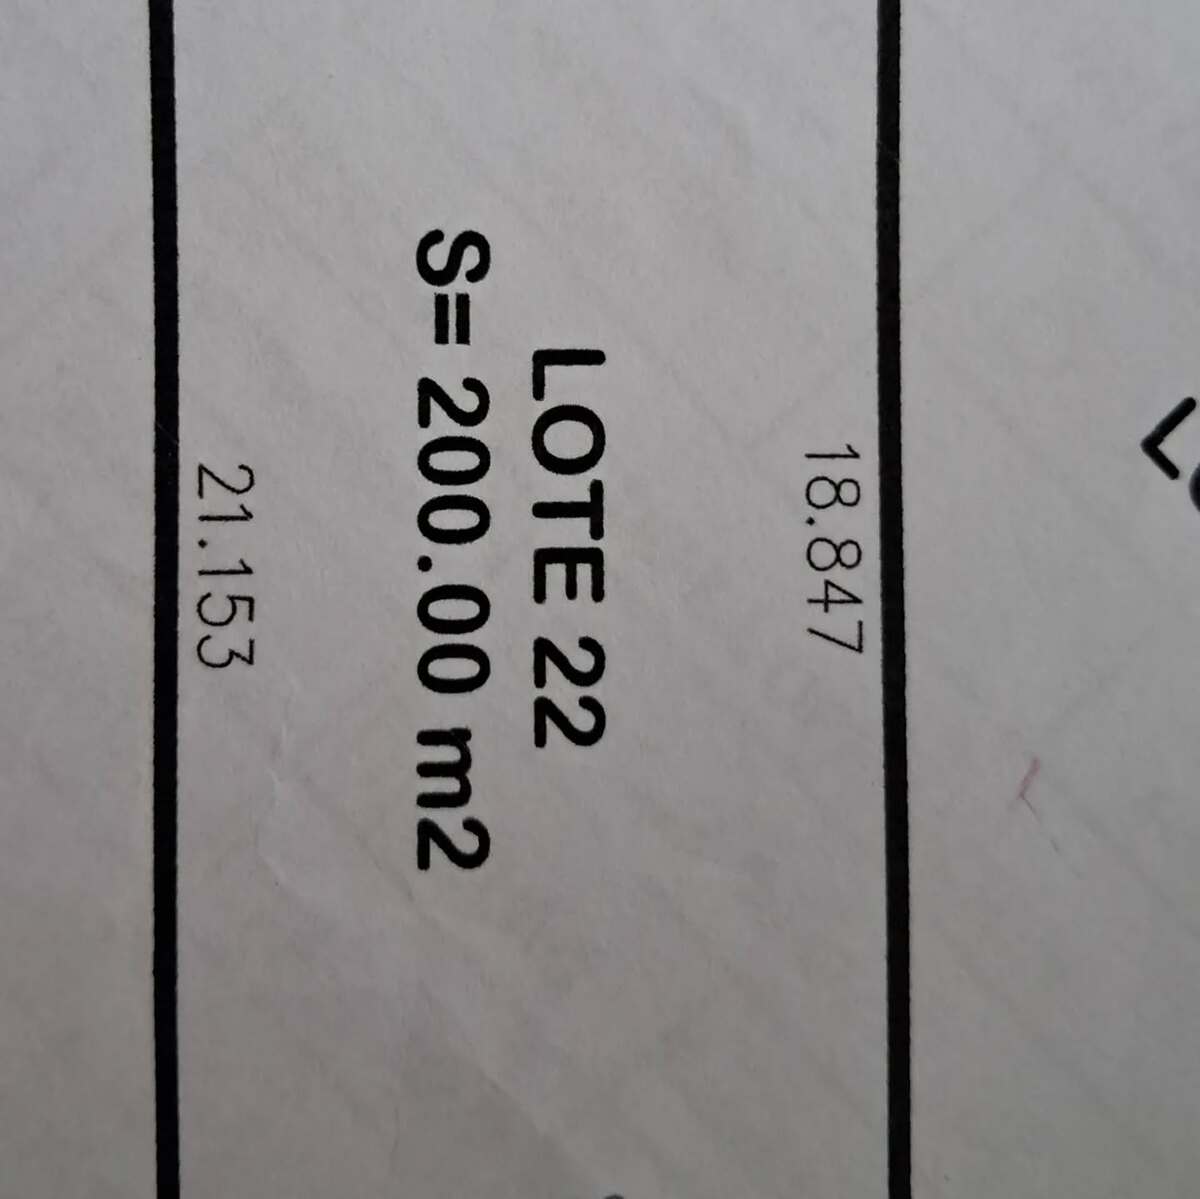 18.847
LOTE 22
S= 200.00 m2
21.153